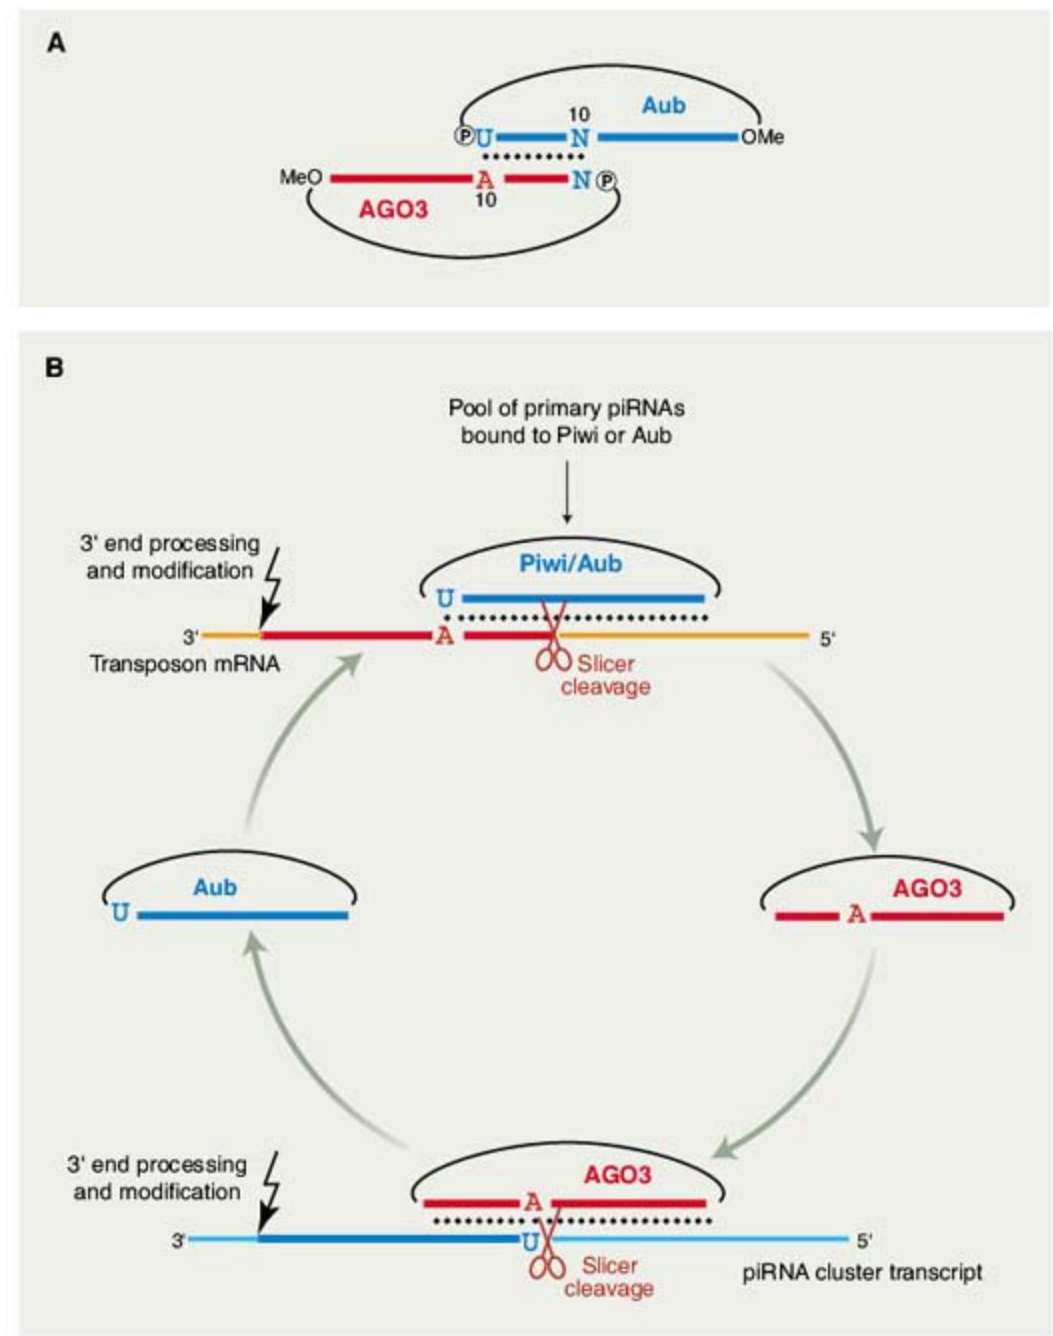 A
10
Aub
P U N OMe
MeO A N P
10
AGO3
B
Pool of primary piRNAs
bound to Piwi or Aub
3' end processing
and modification
Piwi/Aub
U
3' A 5'
Transposon mRNA
Slicer
cleavage
Aub
U
AGO3
A
3' end processing
and modification
AGO3
A
3' U 5'
Slicer
cleavage
piRNA cluster transcript